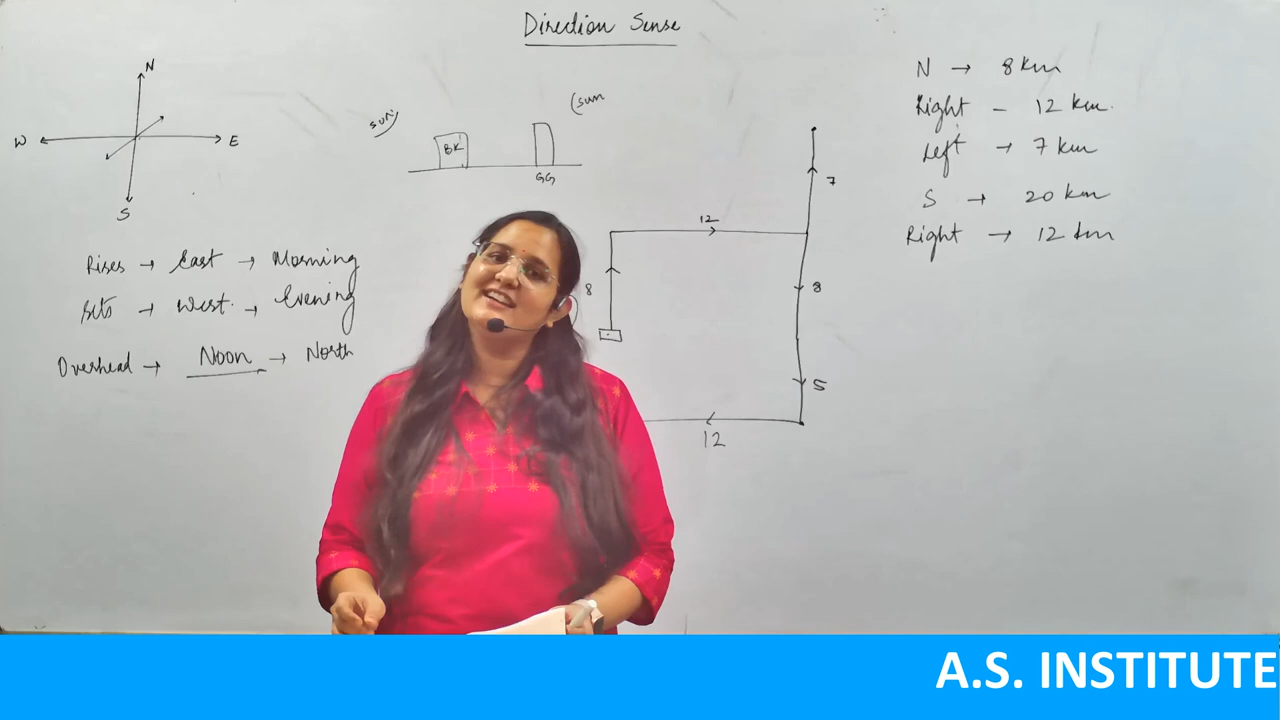 Direction Sense
N
W E
S
Rises → East → Morning
Sets → West → Evening
Overhead → Noon → North
sun
(sun
BK
GG
8
12
7
8
5
12
N → 8 km
Right - 12 km.
Left → 7 km
S → 20 km
Right → 12 km
A.S. INSTITUTE